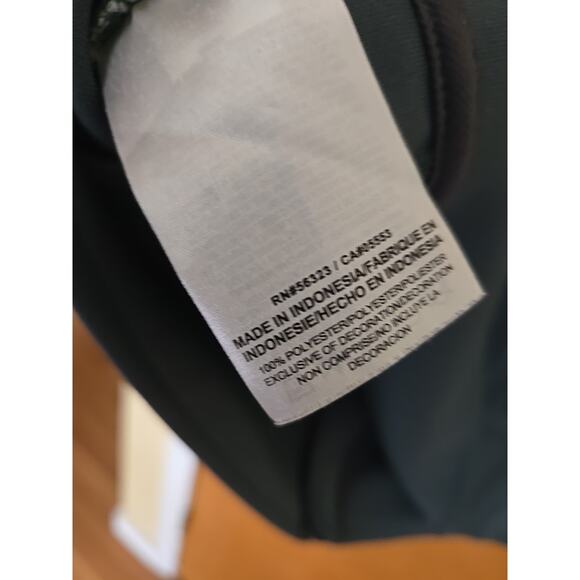 RN#56323 / CA#05553
MADE IN INDONESIA/FABRIQUE EN
INDONESIE/HECHO EN INDONESIA
100% POLYESTER/POLYESTER/POLIESTER
EXCLUSIVE OF DECORATION/DECORATION
NON COMPRISE/NO INCLUYE LA
DECORACION